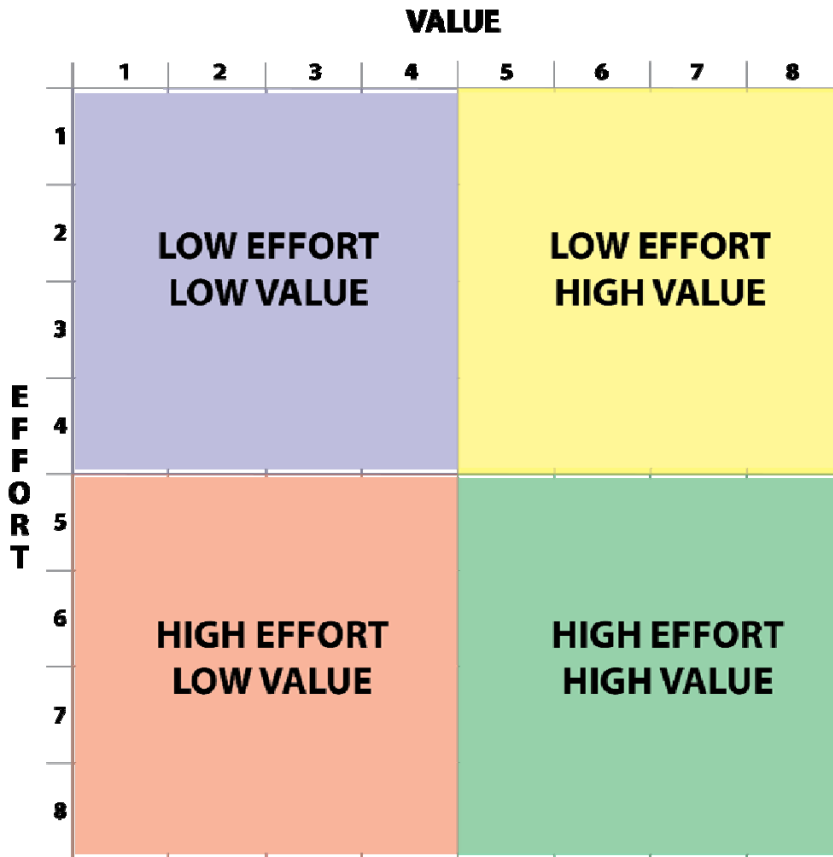 VALUE
1 2 3 4 5 6 7 8
1
2
LOW EFFORT
LOW VALUE
LOW EFFORT
HIGH VALUE
3
4
EFFORT
5
6
HIGH EFFORT
LOW VALUE
HIGH EFFORT
HIGH VALUE
7
8